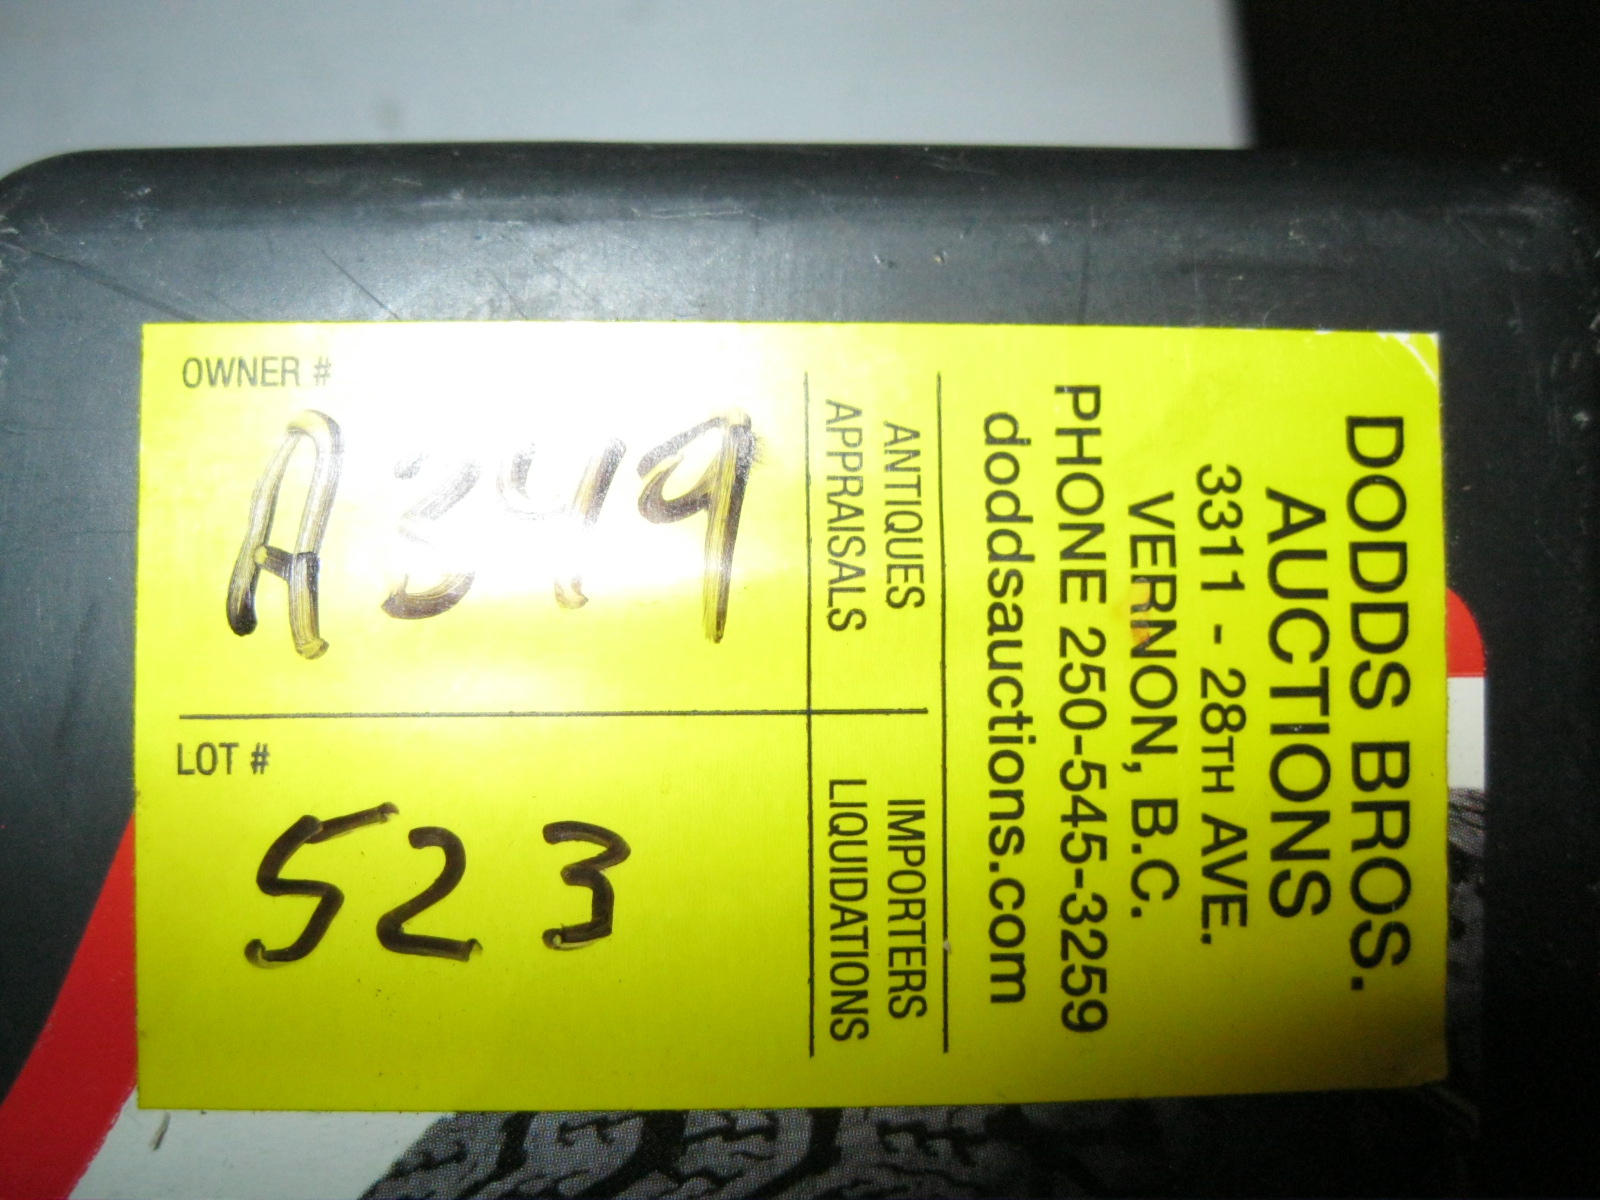 DODDS BROS.
AUCTIONS
3311 - 28TH AVE.
VERNON, B.C.
PHONE 250-545-3259
doddsauctions.com
ANTIQUES
APPRAISALS
IMPORTERS
LIQUIDATIONS
OWNER #
A349
LOT #
523